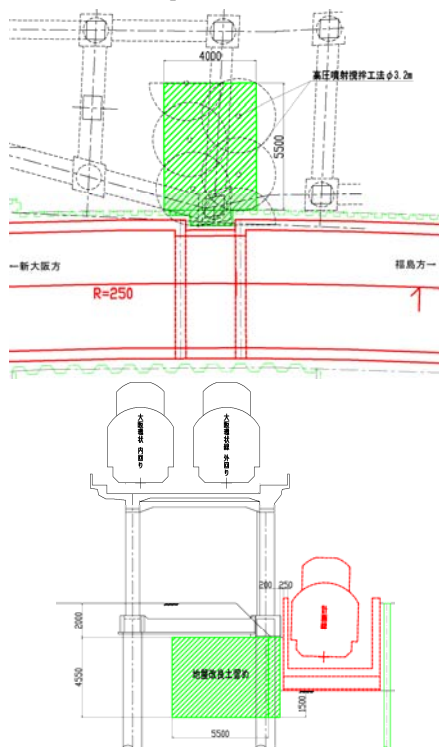 4000
高圧噴射撹拌工法φ3.2m
5500
←新大阪方
福島方→
R=250
大阪環状 内回り
大阪環状線 外回り
200 250
計画線
2000
4550
地盤改良土留め
1500
5500